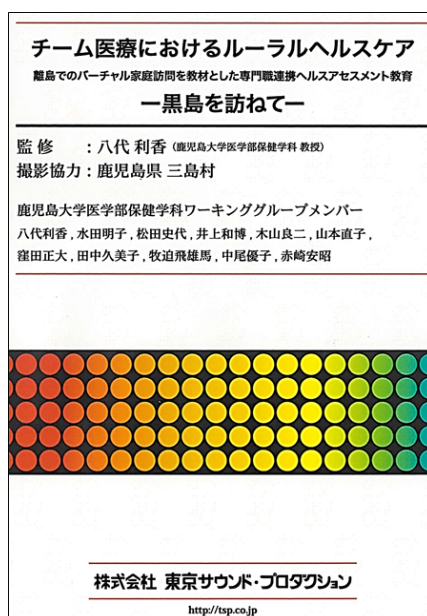 チーム医療におけるルーラルヘルスケア
離島でのバーチャル家庭訪問を教材とした専門職連携ヘルスアセスメント教育
ー黒島を訪ねてー
監修：八代 利香（鹿児島大学医学部保健学科 教授）
撮影協力：鹿児島県 三島村
鹿児島大学医学部保健学科ワーキンググループメンバー
八代利香，水田明子，松田史代，井上和博，木山良二，山本直子，
窪田正大，田中久美子，牧迫飛雄馬，中尾優子，赤崎安昭
株式会社 東京サウンド・プロダクション
http://tsp.co.jp